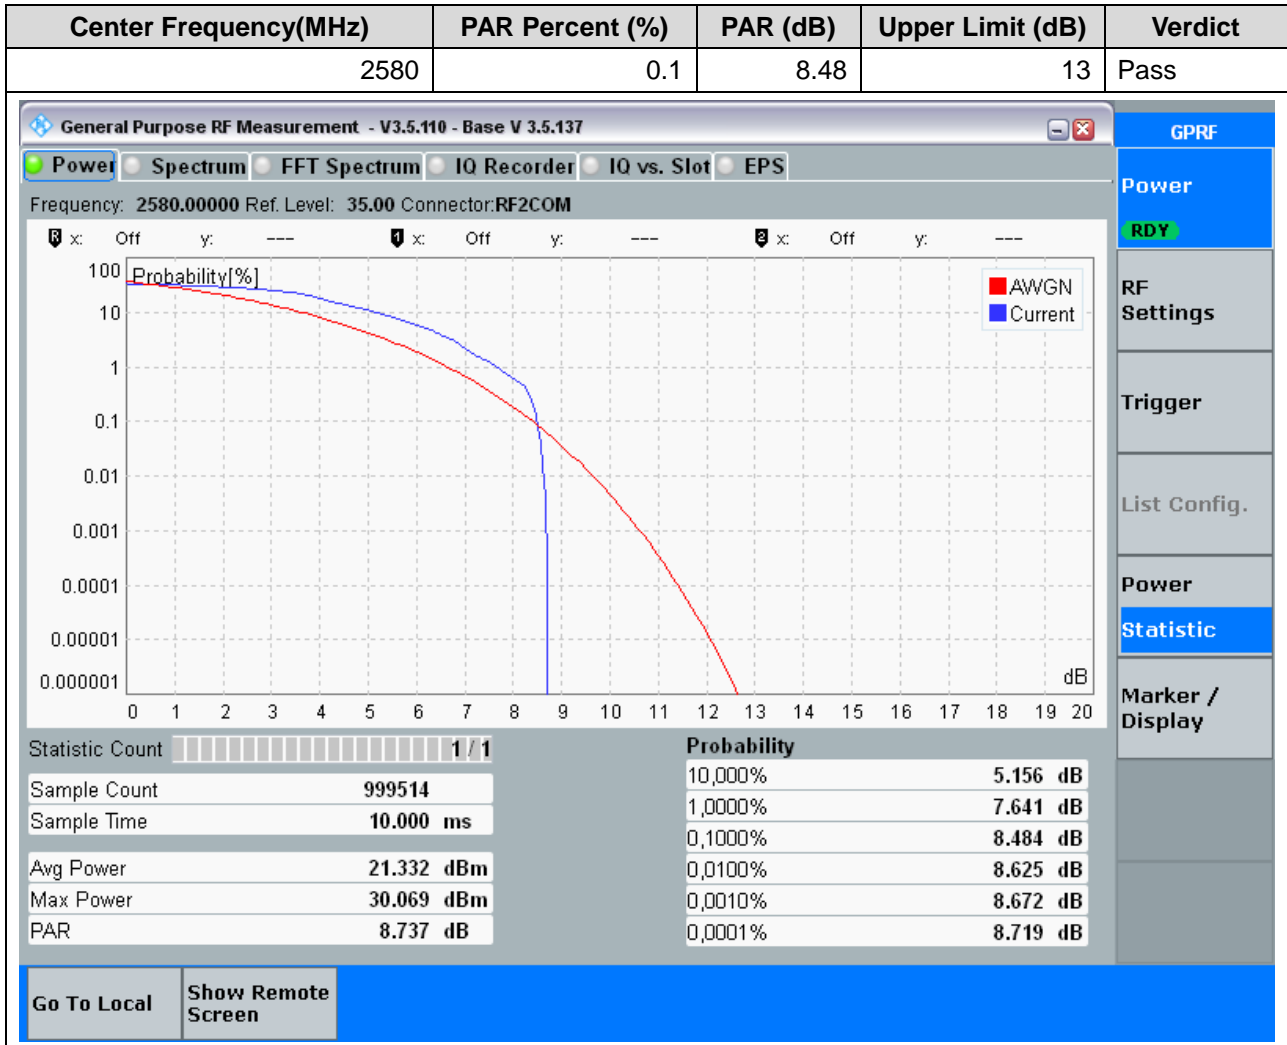 Center Frequency(MHz) PAR Percent (%) PAR (dB) Upper Limit (dB) Verdict
2580 0.1 8.48 13 Pass
General Purpose RF Measurement - V3.5.110 - Base V 3.5.137
GPRF
Power Spectrum FFT Spectrum IQ Recorder IQ vs. Slot EPS
Frequency: 2580.00000 Ref. Level: 35.00 Connector:RF2COM
Power
RDY
R x: Off y: --- 1 x: Off y: --- 2 x: Off y: ---
Probability[%]
AWGN
Current
100
10
1
0.1
0.01
0.001
0.0001
0.00001
0.000001
dB
0 1 2 3 4 5 6 7 8 9 10 11 12 13 14 15 16 17 18 19 20
RF
Settings
Trigger
List Config.
Power
Statistic
Marker /
Display
Statistic Count 1 / 1
Sample Count 999514
Sample Time 10.000 ms
Avg Power 21.332 dBm
Max Power 30.069 dBm
PAR 8.737 dB
Probability
10,000% 5.156 dB
1,0000% 7.641 dB
0,1000% 8.484 dB
0,0100% 8.625 dB
0,0010% 8.672 dB
0,0001% 8.719 dB
Go To Local
Show Remote
Screen